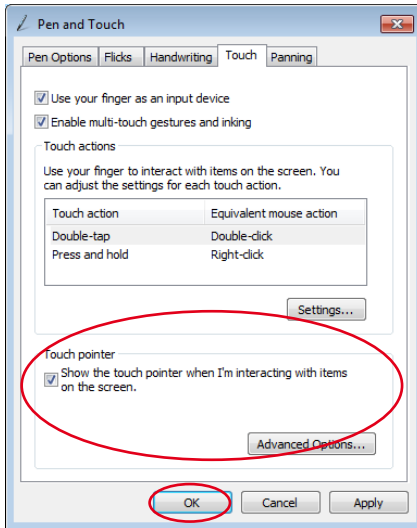 Pen and Touch
Pen Options Flicks Handwriting Touch Panning
Use your finger as an input device
Enable multi-touch gestures and inking
Touch actions
Use your finger to interact with items on the screen. You
can adjust the settings for each touch action.
Touch action Equivalent mouse action
Double-tap Double-click
Press and hold Right-click
Settings...
Touch pointer
Show the touch pointer when I'm interacting with items
on the screen.
Advanced Options...
OK Cancel Apply